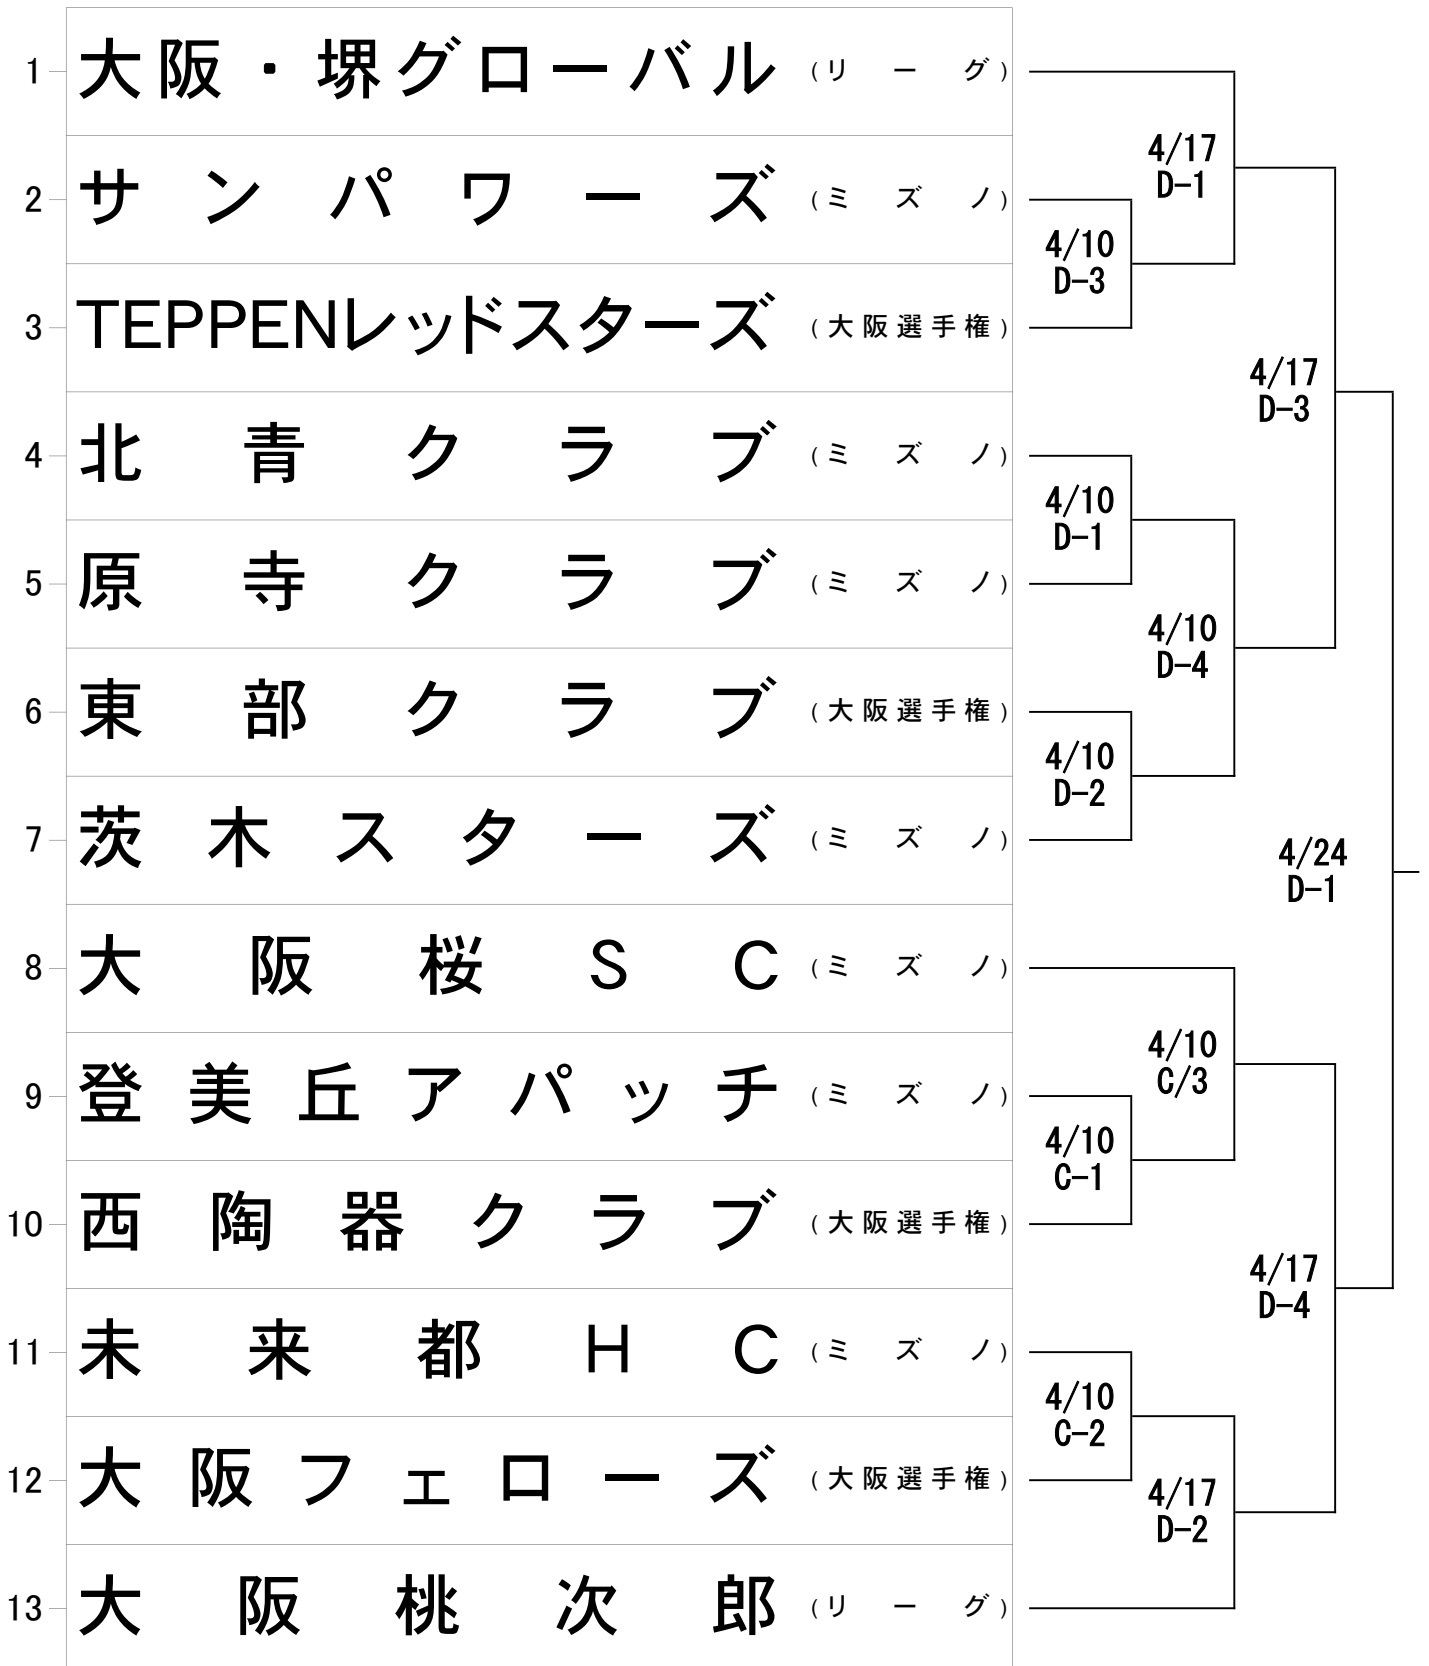 1 大阪・堺グローバル (リーグ)
2 サンパワーズ (ミズノ)
3 TEPPENレッドスターズ (大阪選手権)
4 北青クラブ (ミズノ)
5 原寺クラブ (ミズノ)
6 東部クラブ (大阪選手権)
7 茨木スターズ (ミズノ)
8 大阪桜SC (ミズノ)
9 登美丘アパッチ (ミズノ)
10 西陶器クラブ (大阪選手権)
11 未来都HC (ミズノ)
12 大阪フェローズ (大阪選手権)
13 大阪桃次郎 (リーグ)
4/10
D-3
4/10
D-1
4/10
D-2
4/10
C-1
4/10
C-2
4/17
D-1
4/10
D-4
4/10
C/3
4/17
D-2
4/17
D-3
4/17
D-4
4/24
D-1